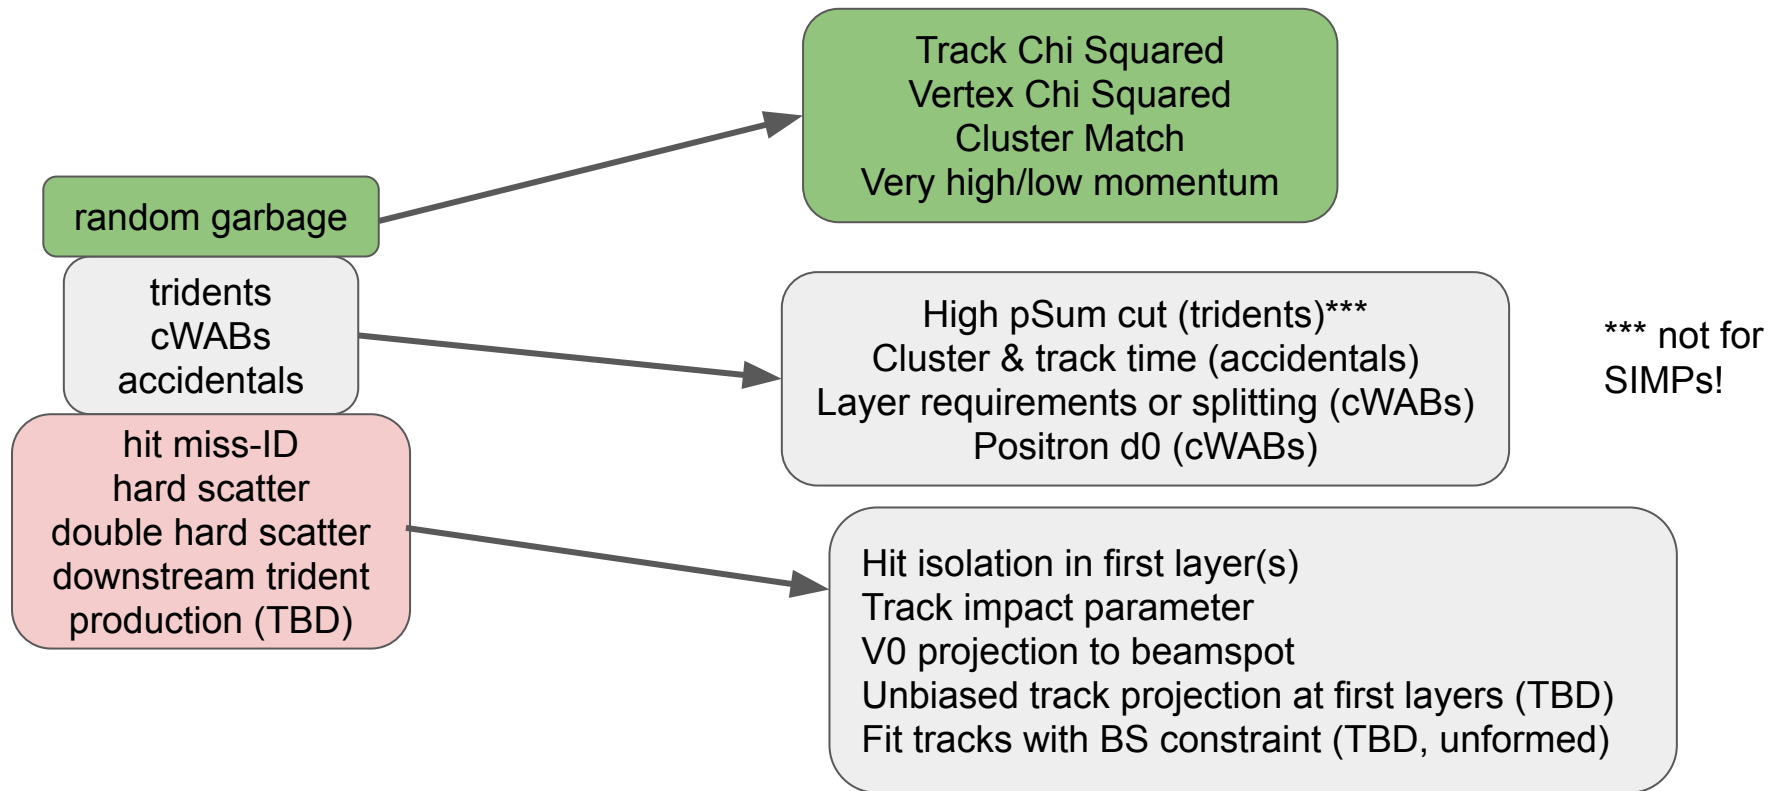 Track Chi Squared
Vertex Chi Squared
Cluster Match
Very high/low momentum
random garbage
tridents
cWABs
accidentals
High pSum cut (tridents)***
Cluster & track time (accidentals)
Layer requirements or splitting (cWABs)
Positron d0 (cWABs)
*** not for
SIMPs!
hit miss-ID
hard scatter
double hard scatter
downstream trident
production (TBD)
Hit isolation in first layer(s)
Track impact parameter
V0 projection to beamspot
Unbiased track projection at first layers (TBD)
Fit tracks with BS constraint (TBD, unformed)